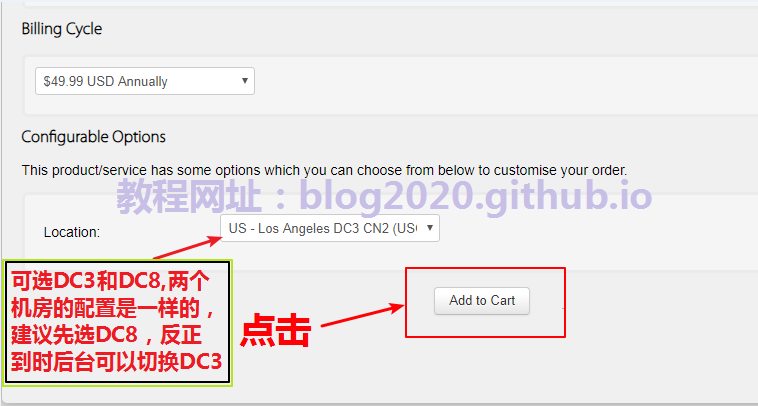 Billing Cycle
$49.99 USD Annually
Configurable Options
This product/service has some options which you can choose from below to customise your order.
教程网址：blog2020.github.io
Location:
US - Los Angeles DC3 CN2 (USC
可选DC3和DC8,两个
机房的配置是一样的，
建议先选DC8，反正
到时后台可以切换DC3
点击
Add to Cart